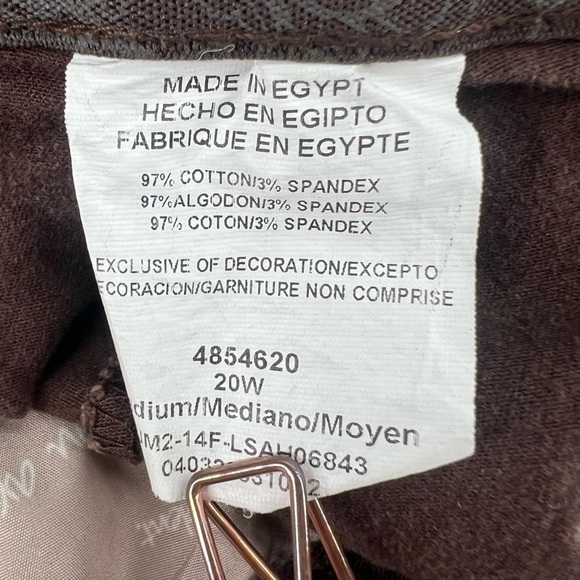 MADE IN EGYPT
HECHO EN EGIPTO
FABRIQUE EN EGYPTE
97% COTTON/3% SPANDEX
97%ALGODON/3% SPANDEX
97% COTON/3% SPANDEX
EXCLUSIVE OF DECORATION/EXCEPTO
ECORACION/GARNITURE NON COMPRISE
4854620
20W
dium/Mediano/Moyen
M2-14F-LSAH06843